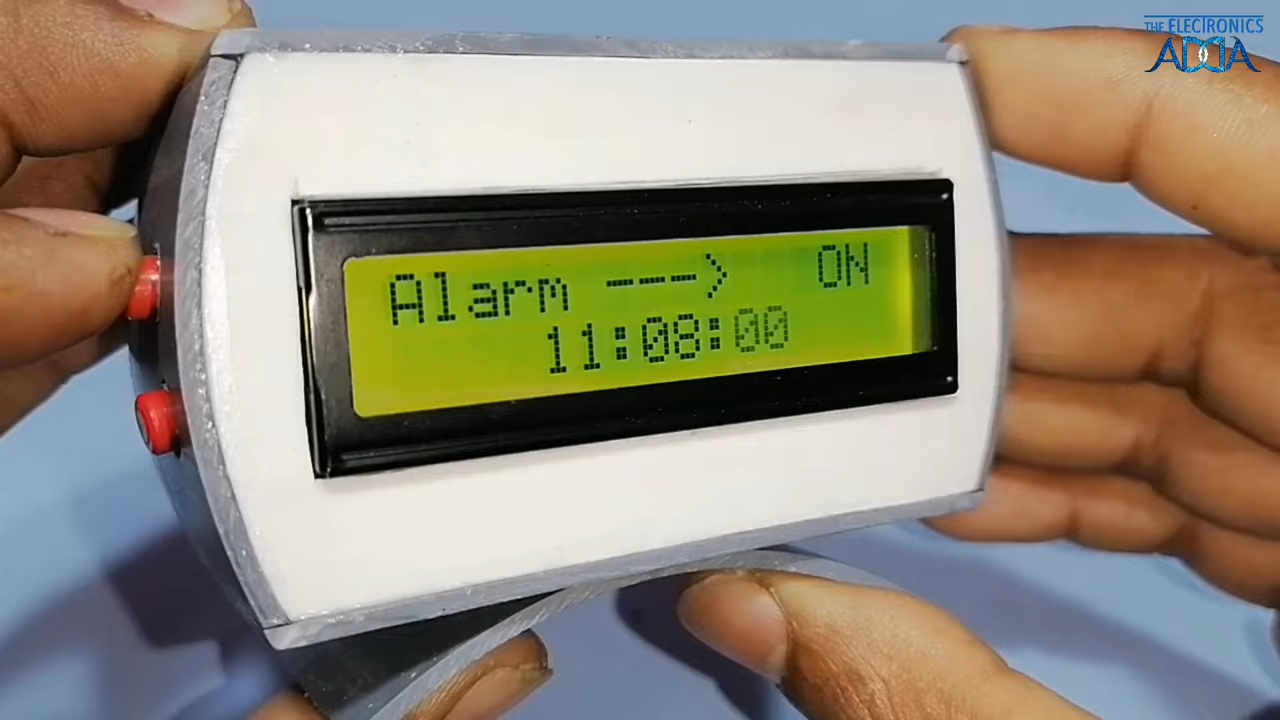 THE ELECTRONICS
ADDA
Alarm ---> ON
11:08:00